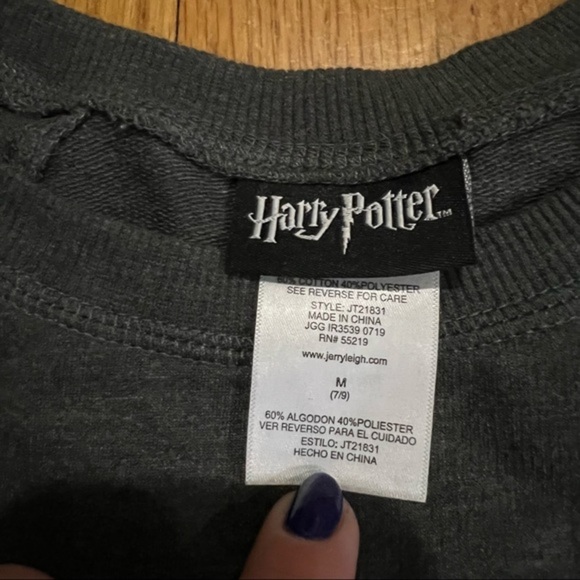 Harry Potter TM
60% COTTON 40%POLYESTER
SEE REVERSE FOR CARE
STYLE: JT21831
MADE IN CHINA
JGG IR3539 0719
RN# 55219
www.jerryleigh.com
M
(7/9)
60% ALGODON 40%POLIESTER
VER REVERSO PARA EL CUIDADO
ESTILO: JT21831
HECHO EN CHINA